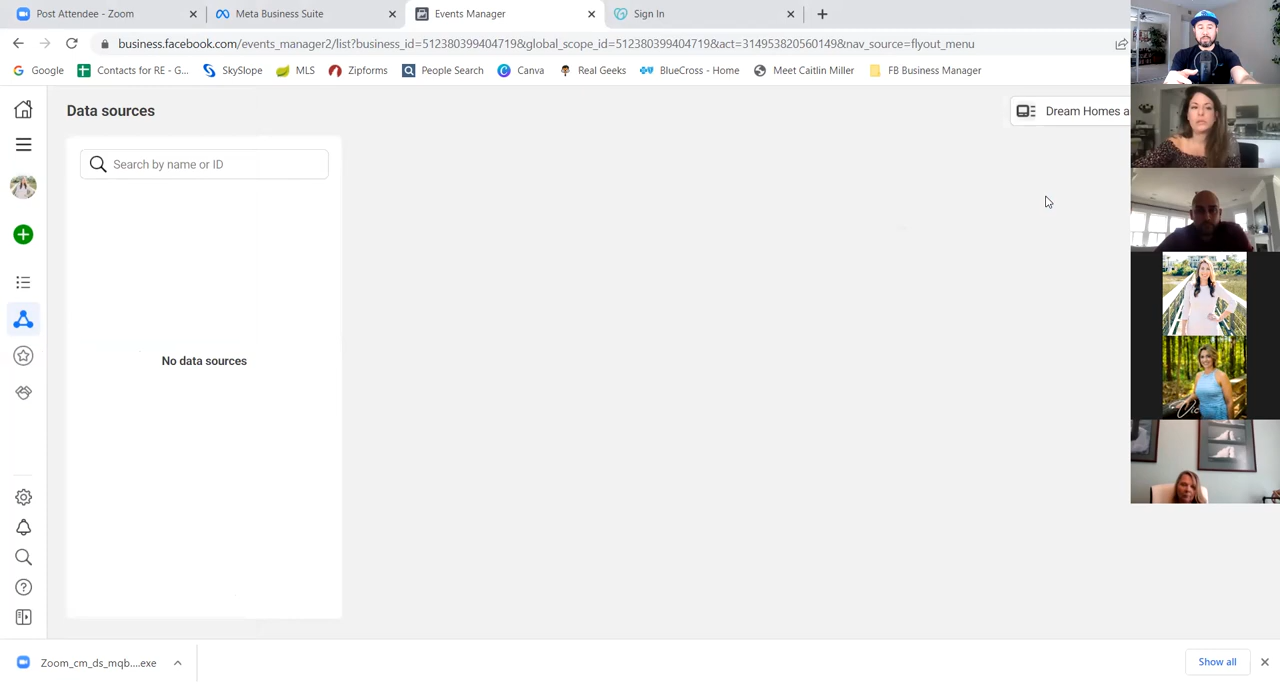 Post Attendee - Zoom
Meta Business Suite
Events Manager
Sign In
business.facebook.com/events_manager2/list?business_id=512380399404719&global_scope_id=512380399404719&act=314955820560149&nav_source=flyout_menu
Google
Contacts for RE - G...
SkySlope
MLS
Zipforms
People Search
Canva
Real Geeks
BlueCross - Home
Meet Caitlin Miller
FB Business Manager
Data sources
Dream Homes a
Search by name or ID
No data sources
Vic
Zoom_cm_ds_mqb....exe
Show all